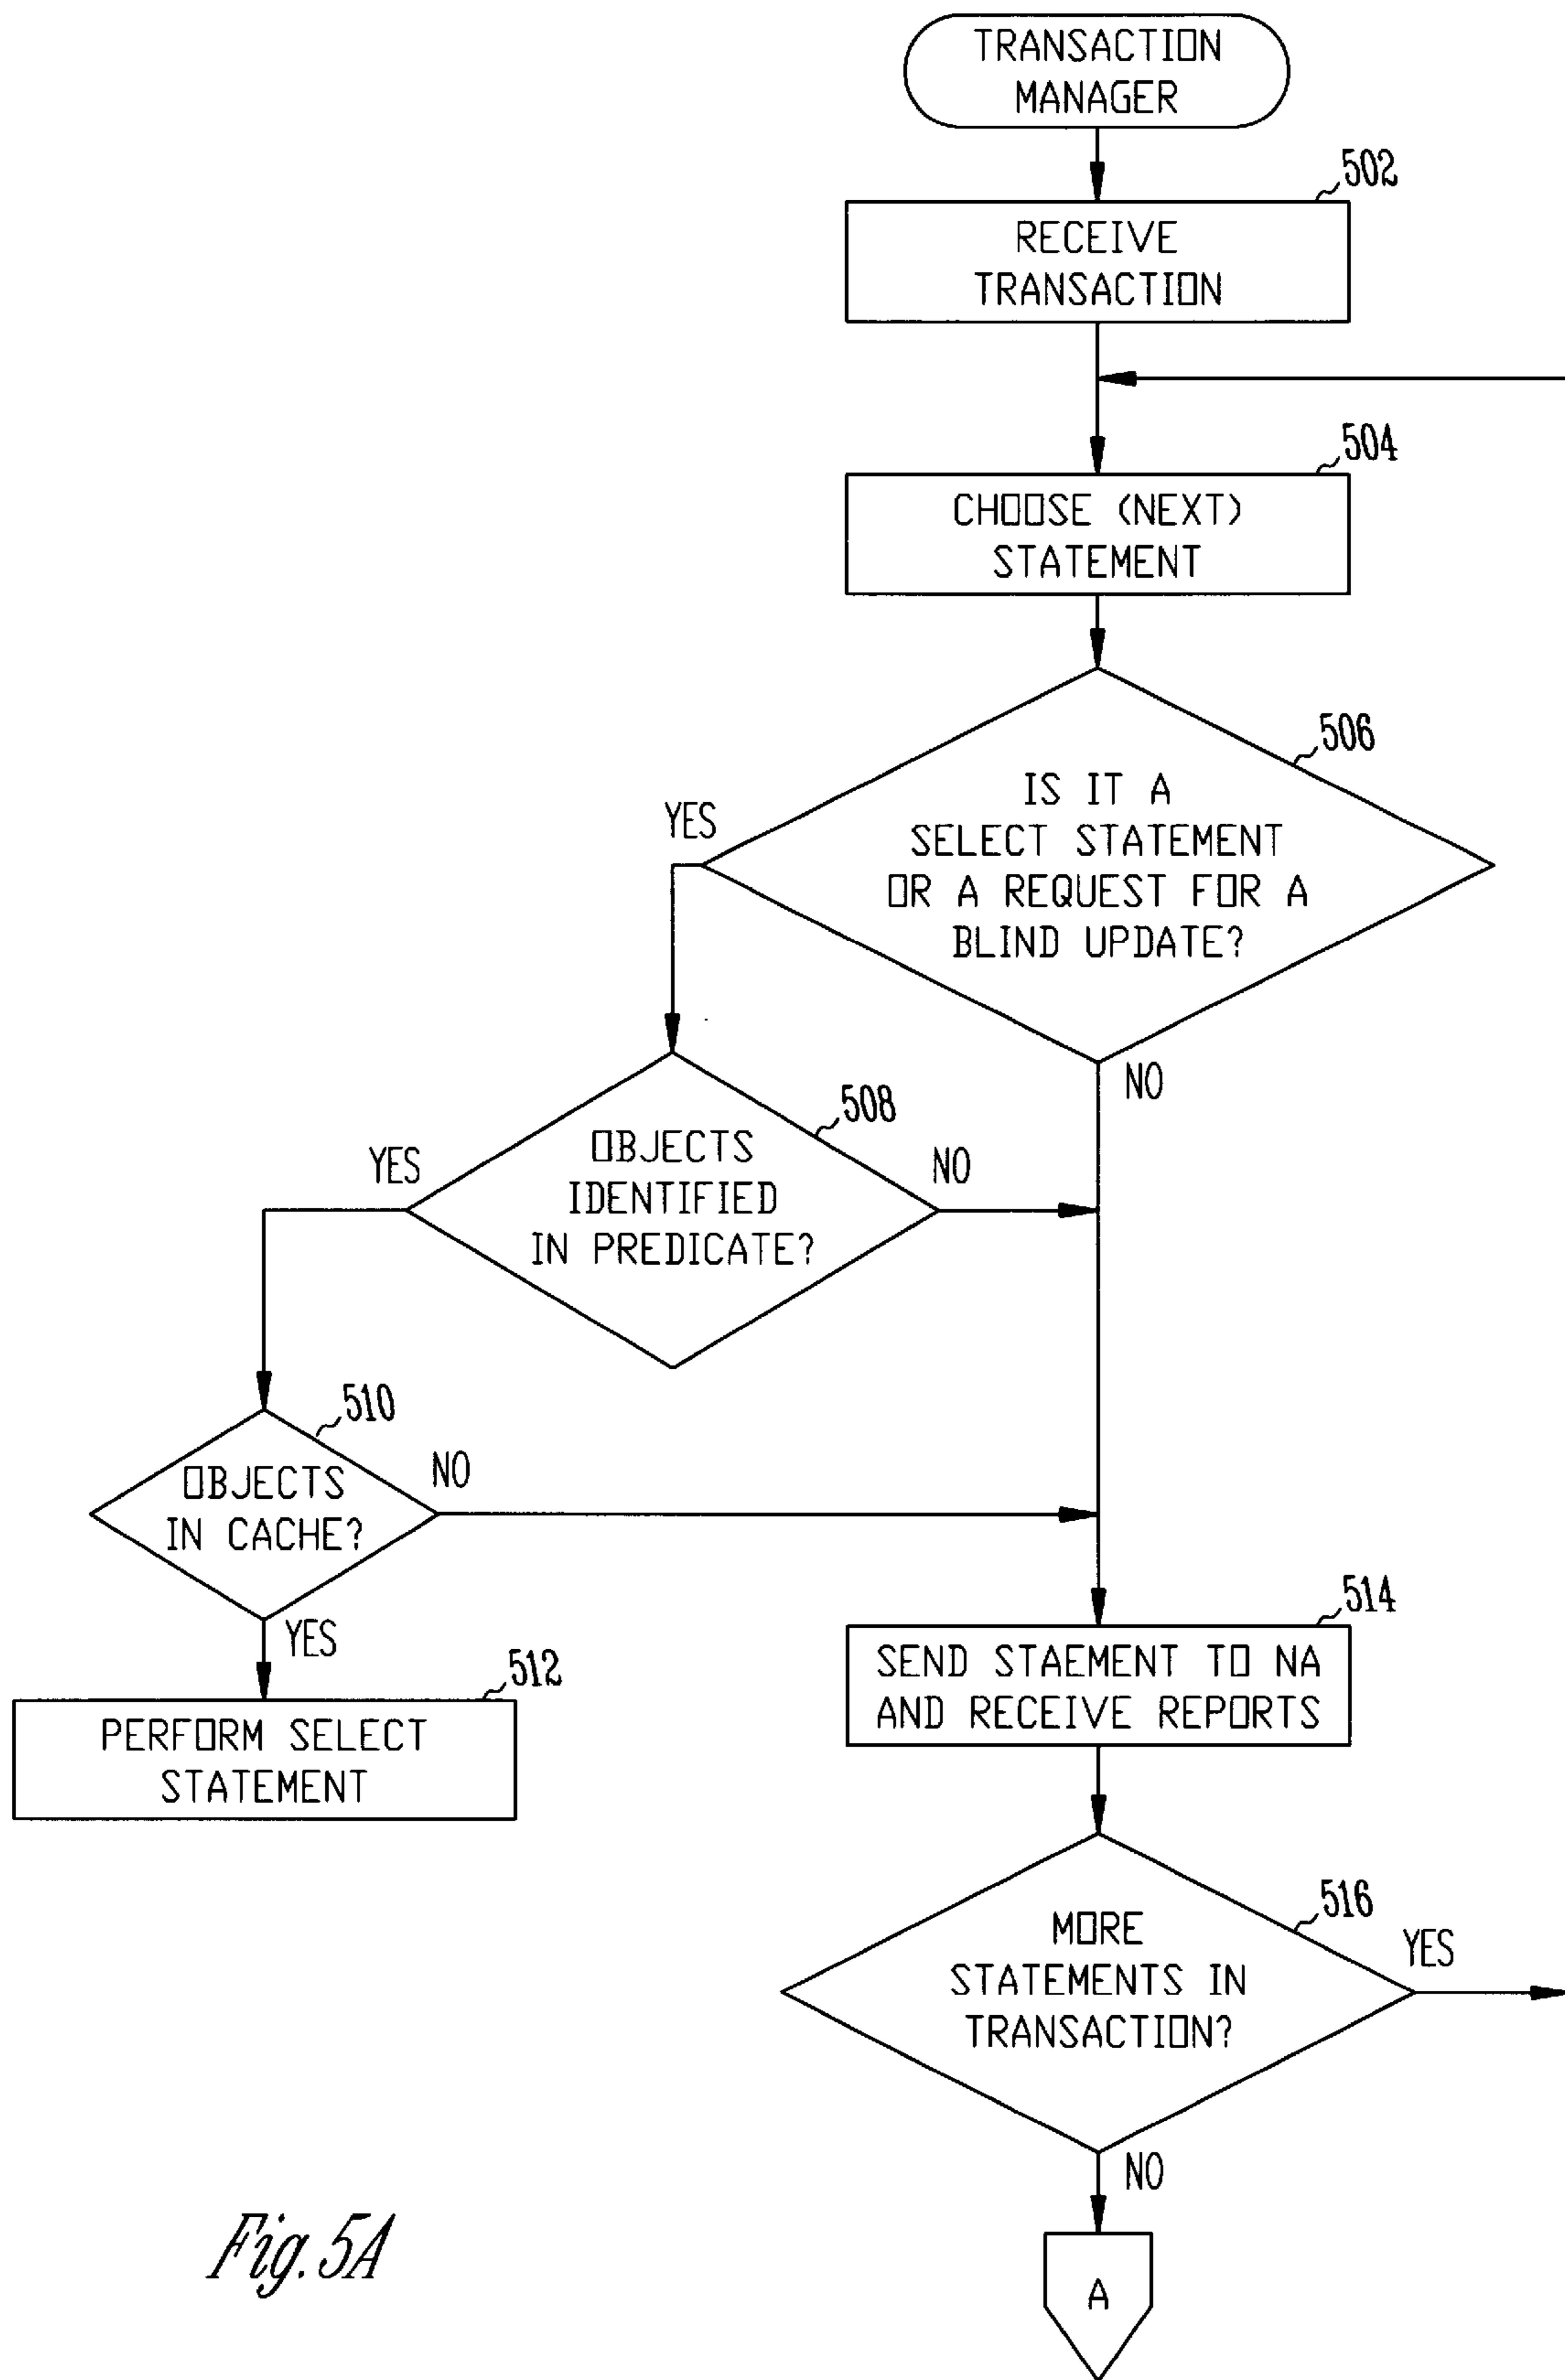 TRANSACTION
MANAGER
502
RECEIVE
TRANSACTION
504
CHOOSE (NEXT)
STATEMENT
506
IS IT A
SELECT STATEMENT
OR A REQUEST FOR A
BLIND UPDATE?
YES
NO
508
OBJECTS
IDENTIFIED
IN PREDICATE?
YES
NO
510
OBJECTS
IN CACHE?
NO
YES
512
PERFORM SELECT
STATEMENT
514
SEND STAEMENT TO NA
AND RECEIVE REPORTS
516
MORE
STATEMENTS IN
TRANSACTION?
YES
NO
A
Fig. 5A